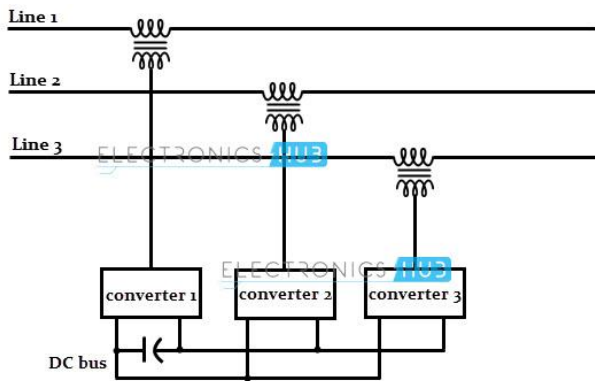 Line 1
Line 2
Line 3
ELECTRONICS HUB
ELECTRONICS HUB
converter 1
converter 2
converter 3
DC bus